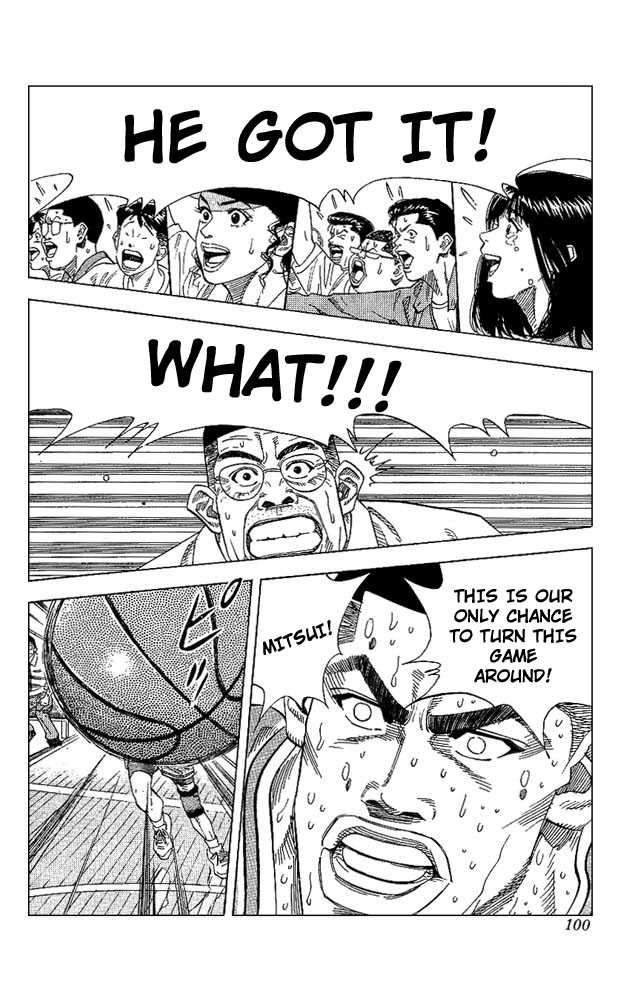 HE GOT IT!
WHAT!!!
MITSUI!
THIS IS OUR
ONLY CHANCE
TO TURN THIS
GAME
AROUND!
100